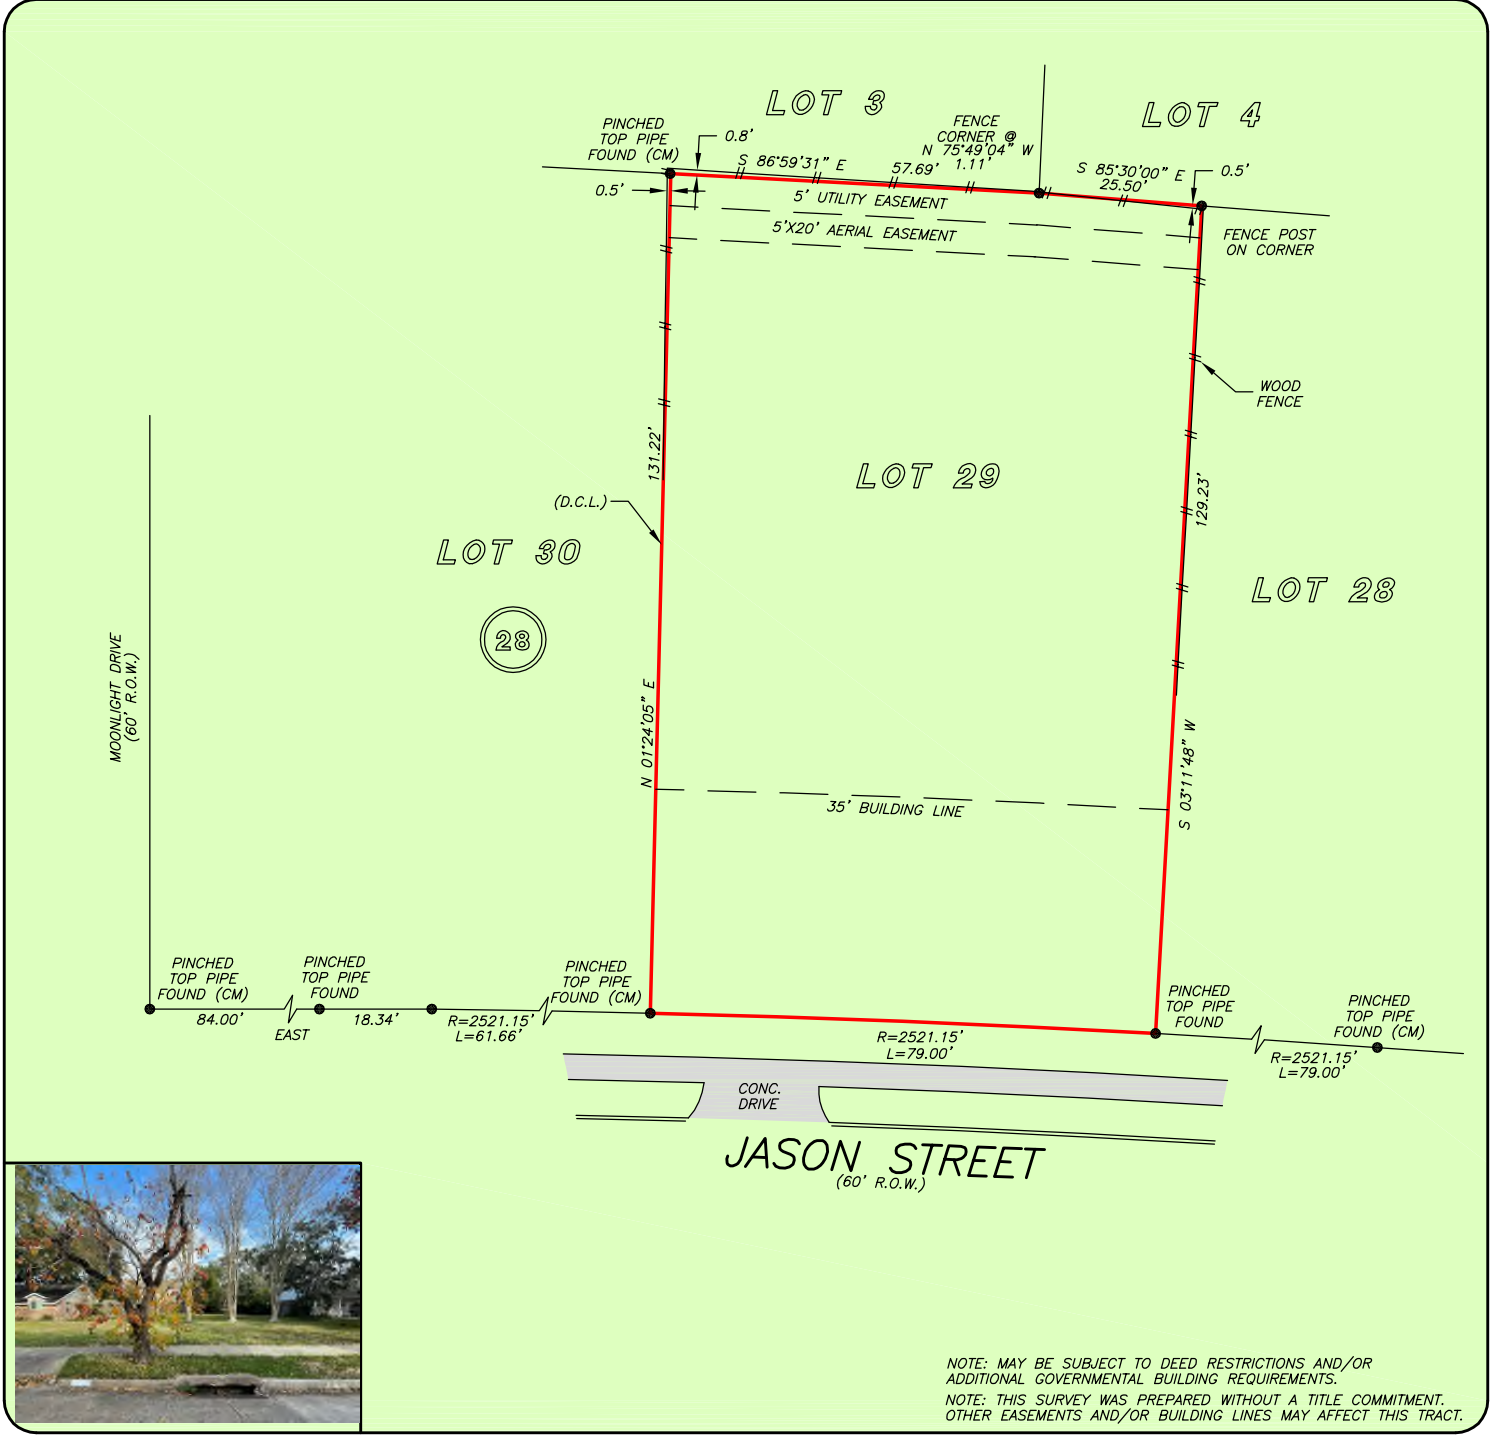 LOT 3
LOT 4
PINCHED
TOP PIPE
FOUND (CM)
0.8'
FENCE
CORNER @
N 75°49'04" W
1.11'
S 86°59'31" E
57.69'
S 85°30'00" E
25.50'
0.5'
0.5'
5' UTILITY EASEMENT
5'X20' AERIAL EASEMENT
FENCE POST
ON CORNER
WOOD
FENCE
131.22'
LOT 29
129.23'
(D.C.L.)
LOT 30
LOT 28
28
MOONLIGHT DRIVE
(60' R.O.W.)
N 01°24'05" E
S 03°11'48" W
35' BUILDING LINE
PINCHED
TOP PIPE
FOUND (CM)
PINCHED
TOP PIPE
FOUND
PINCHED
TOP PIPE
FOUND (CM)
PINCHED
TOP PIPE
FOUND
PINCHED
TOP PIPE
FOUND (CM)
84.00'
EAST
18.34'
R=2521.15'
L=61.66'
R=2521.15'
L=79.00'
R=2521.15'
L=79.00'
CONC.
DRIVE
JASON STREET
(60' R.O.W.)
NOTE: MAY BE SUBJECT TO DEED RESTRICTIONS AND/OR
ADDITIONAL GOVERNMENTAL BUILDING REQUIREMENTS.
NOTE: THIS SURVEY WAS PREPARED WITHOUT A TITLE COMMITMENT.
OTHER EASEMENTS AND/OR BUILDING LINES MAY AFFECT THIS TRACT.